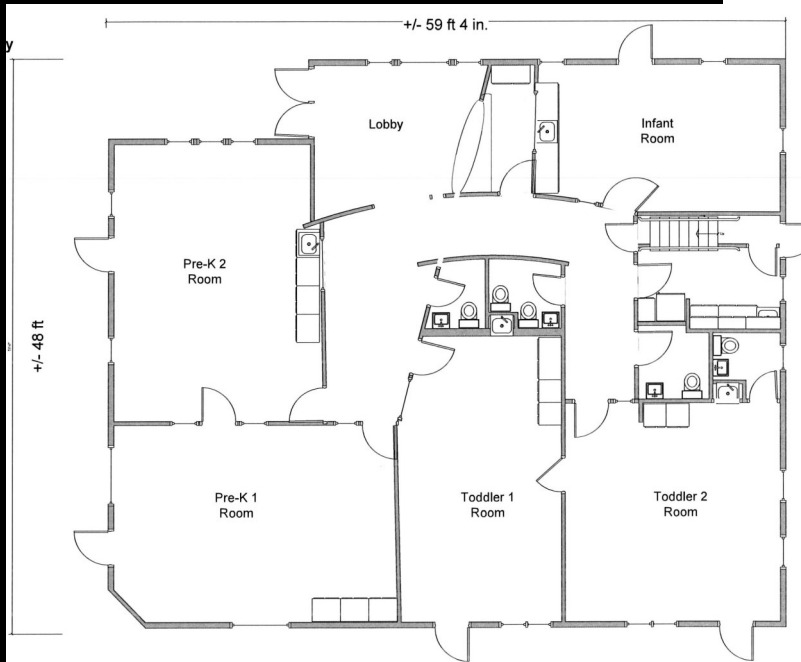 +/- 59 ft 4 in.
y
Lobby
Infant
Room
Pre-K 2
Room
+/- 48 ft
Pre-K 1
Room
Toddler 1
Room
Toddler 2
Room